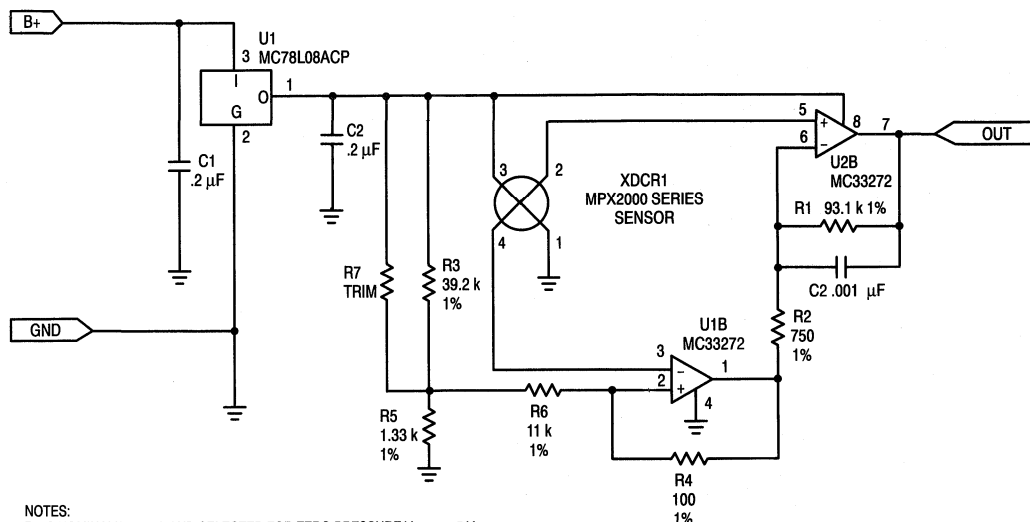 B+
U1
MC78L08ACP
3
I
O
1
G
2
C1
.2 µF
C2
.2 µF
GND
R7
TRIM
R3
39.2 k
1%
R5
1.33 k
1%
3
2
4
1
XDCR1
MPX2000 SERIES
SENSOR
5
+
6
−
8
7
OUT
U2B
MC33272
R1
93.1 k 1%
C2 .001 µF
R2
750
1%
U1B
MC33272
3
−
2
+
1
4
R6
11 k
1%
R4
100
1%
NOTES: